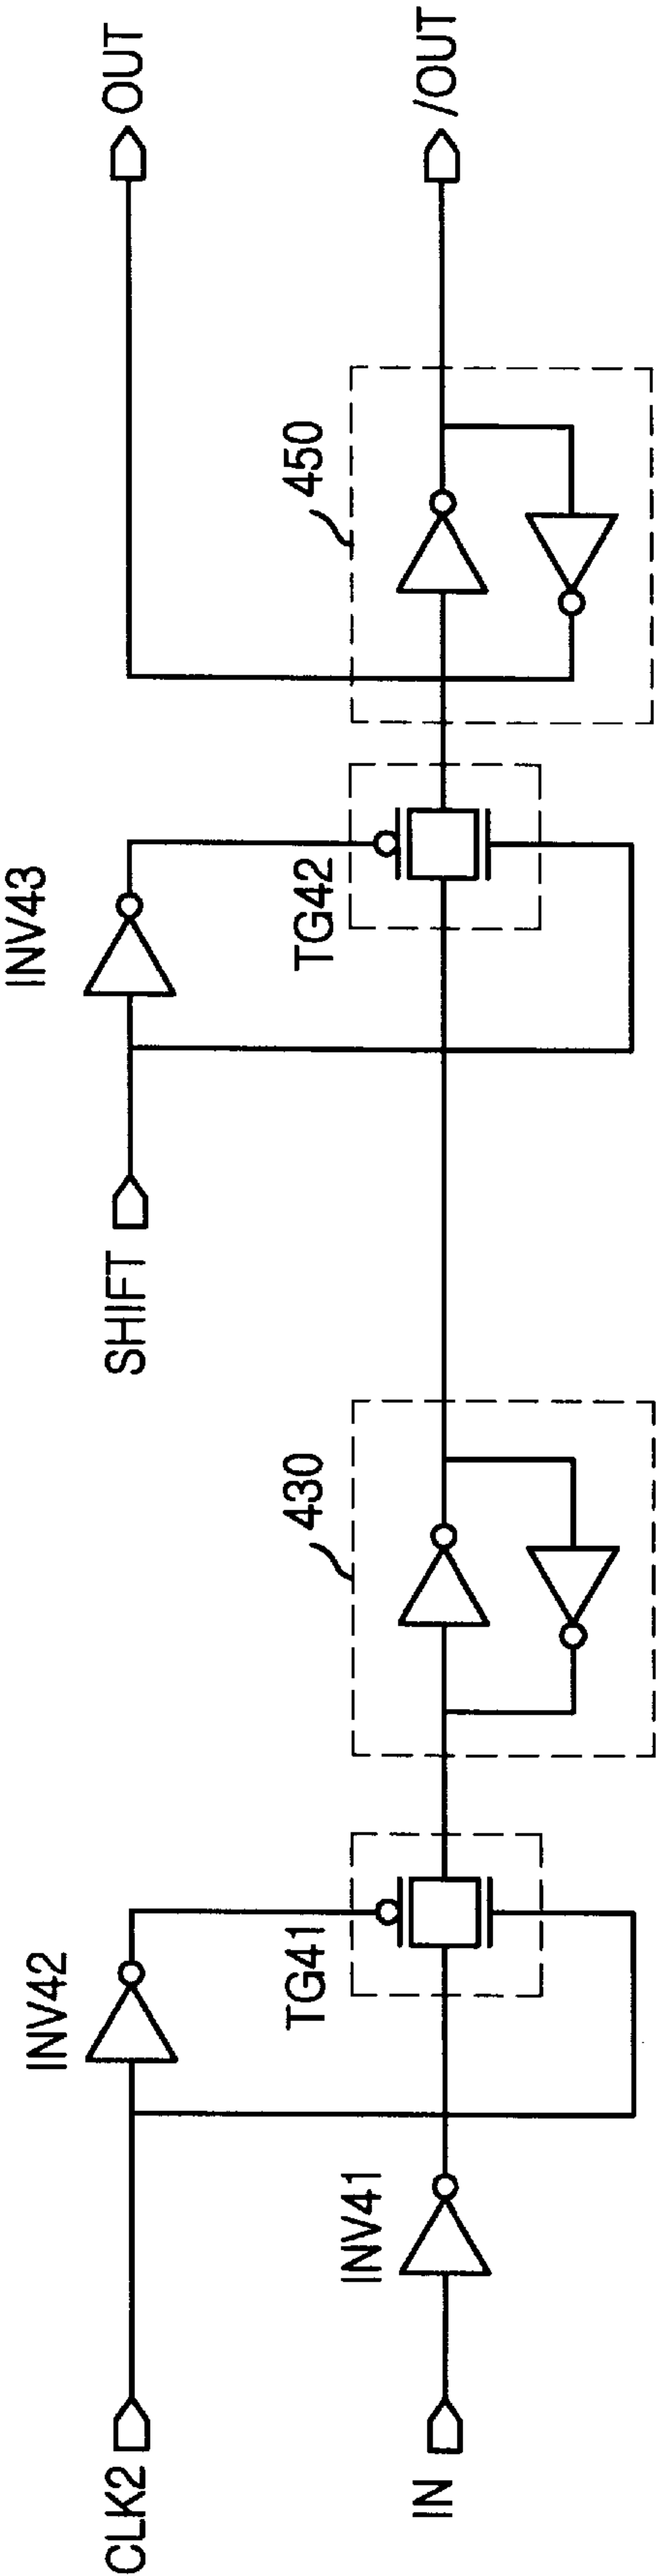 INV43
OUT
SHIFT
TG42
450
/OUT
INV42
430
CLK2
TG41
INV41
IN